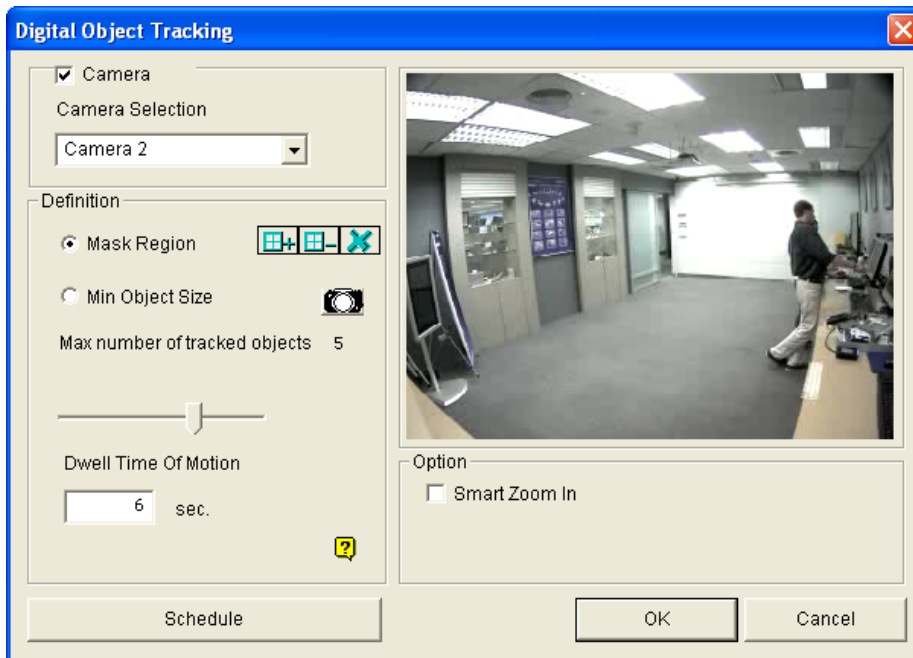 Digital Object Tracking
Camera
Camera Selection
Camera 2
Definition
Mask Region
Min Object Size
Max number of tracked objects 5
Dwell Time Of Motion
6 sec.
?
Schedule
Option
Smart Zoom In
OK
Cancel